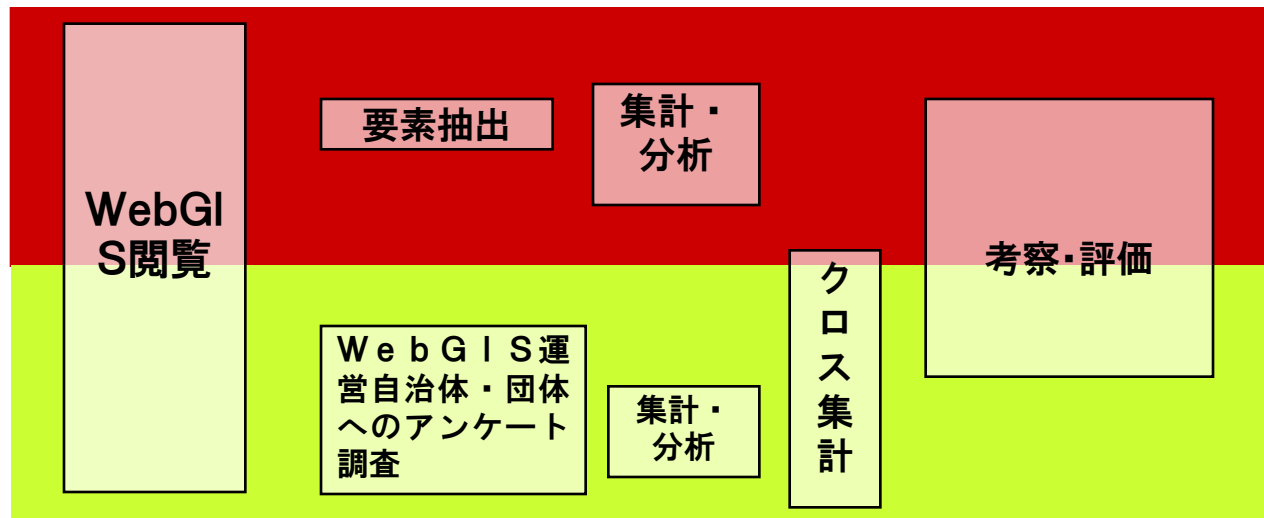 WebGI
S閲覧
要素抽出
集計・
分析
WebGIS運
営自治体・団体
へのアンケート
調査
集計・
分析
クロス集計
考察・評価